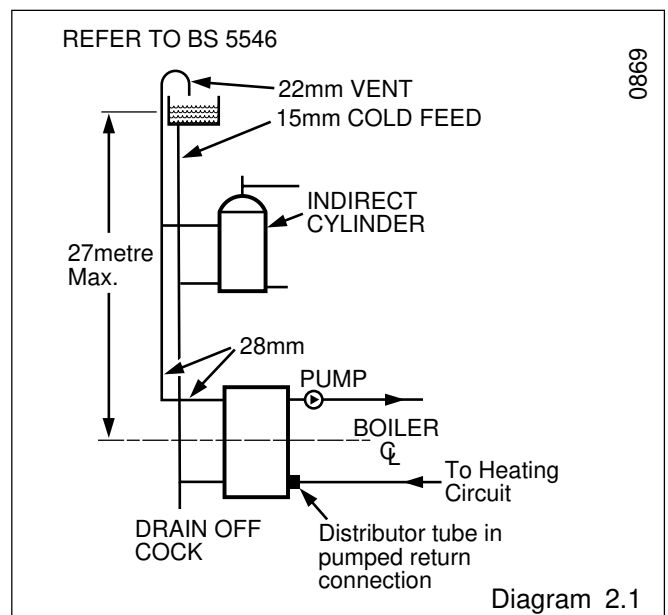 REFER TO BS 5546
0869
22mm VENT
15mm COLD FEED
INDIRECT
CYLINDER
27metre
Max.
28mm
PUMP
BOILER
C
L
To Heating
Circuit
DRAIN OFF
COCK
Distributor tube in
pumped return
connection
Diagram 2.1